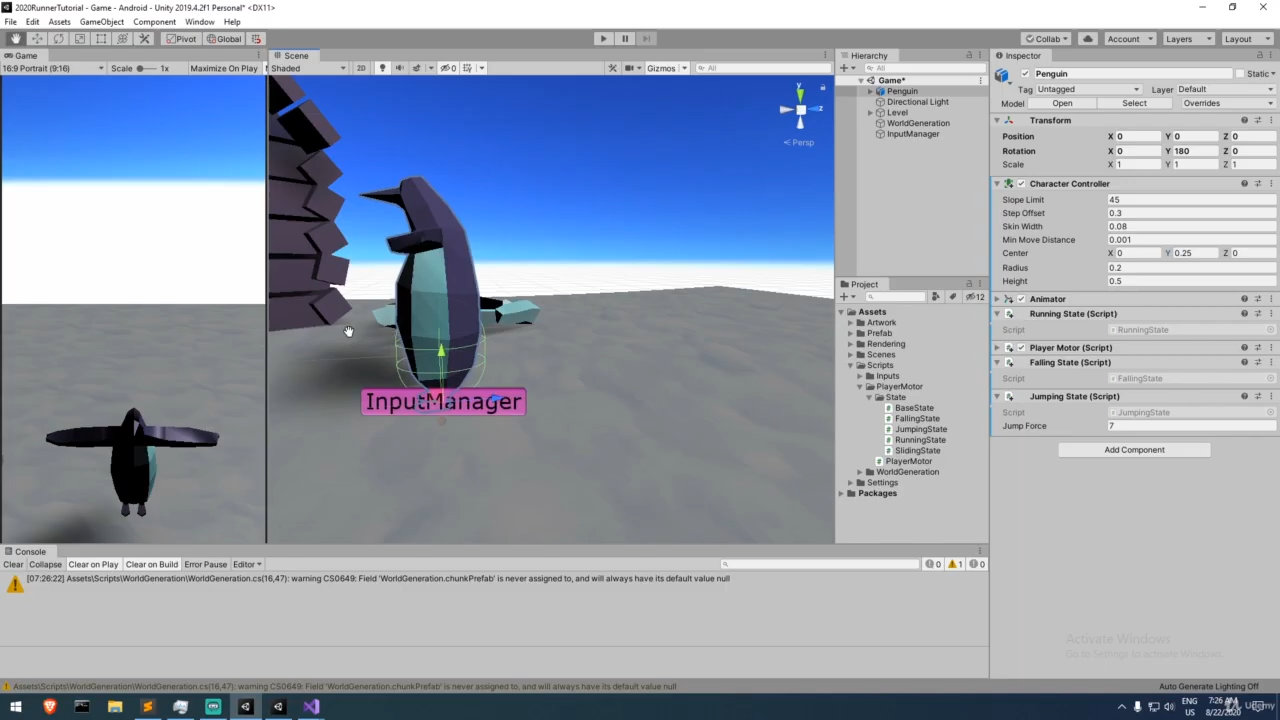 2020RunnerTutorial - Game - Android - Unity 2019.4.2f1 Personal* <DX11>
File Edit Assets GameObject Component Window Help
Pivot Global Collab Account Layers Layout
Game Scene Hierarchy Inspector
16:9 Portrait (9:16) Scale 1x Maximize On Play Shaded 2D 0 Gizmos All All
Game*
Penguin
Directional Light
Level
WorldGeneration
InputManager
Penguin Static
Tag Untagged Layer Default
Model Open Select Overrides
Transform
Position X 0 Y 0 Z 0
Rotation X 0 Y 180 Z 0
Scale X 1 Y 1 Z 1
Character Controller
Slope Limit 45
Step Offset 0.3
Skin Width 0.08
Min Move Distance 0.001
Center X 0 Y 0.25 Z 0
Radius 0.2
Height 0.5
Animator
Running State (Script)
Script RunningState
Player Motor (Script)
Falling State (Script)
Script FallingState
Jumping State (Script)
Script JumpingState
Jump Force 7
Add Component
y
z
Persp
InputManager
Project
12
Assets
Artwork
Prefab
Rendering
Scenes
Scripts
Inputs
PlayerMotor
State
BaseState
FallingState
JumpingState
RunningState
SlidingState
PlayerMotor
WorldGeneration
Settings
Packages
Console
Clear Collapse Clear on Play Clear on Build Error Pause Editor 0 1 0
[07:26:22] Assets\Scripts\WorldGeneration\WorldGeneration.cs(16,47): warning CS0649: Field 'WorldGeneration.chunkPrefab' is never assigned to, and will always have its default value null
Activate Windows
Go to Settings to activate Windows.
Assets\Scripts\WorldGeneration\WorldGeneration.cs(16,47): warning CS0649: Field 'WorldGeneration.chunkPrefab' is never assigned to, and will always have its default value null
Auto Generate Lighting Off
ENG
US
7:26 AM
8/22/2020
Udemy